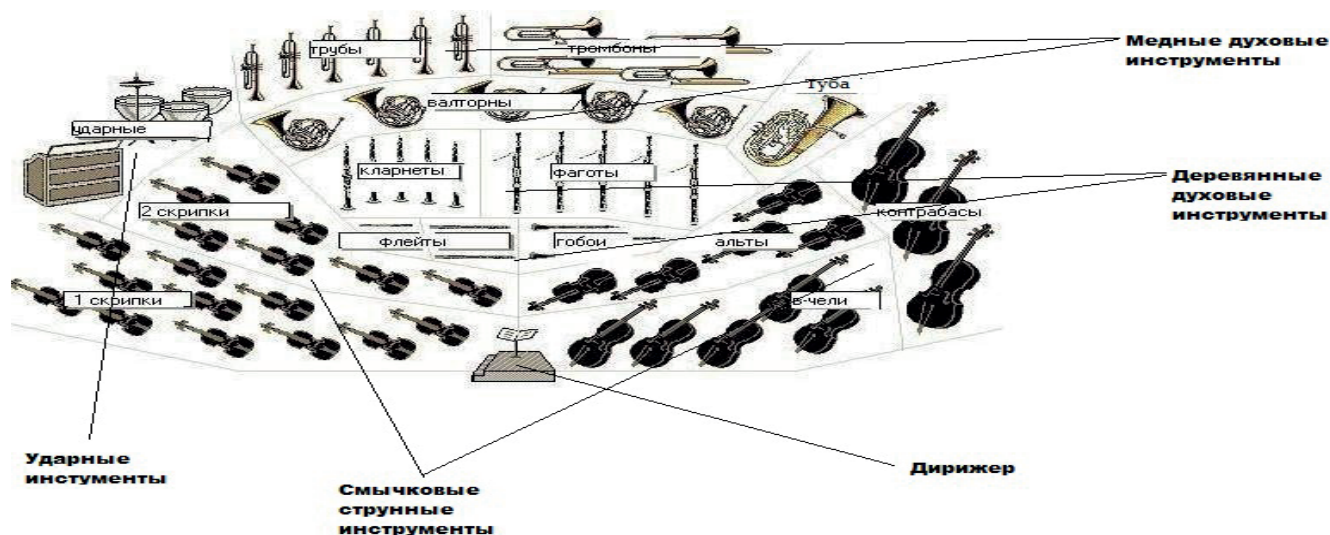 трубы
тромбоны
Медные духовые
инструменты
Туба
валторны
ударные
кларнеты
фаготы
Деревянные
духовые
инструменты
2 скрипки
контрабасы
флейты
гобои
альты
1 скрипки
в-чели
Ударные
инстументы
Дирижер
Смычковые
струнные
инструменты